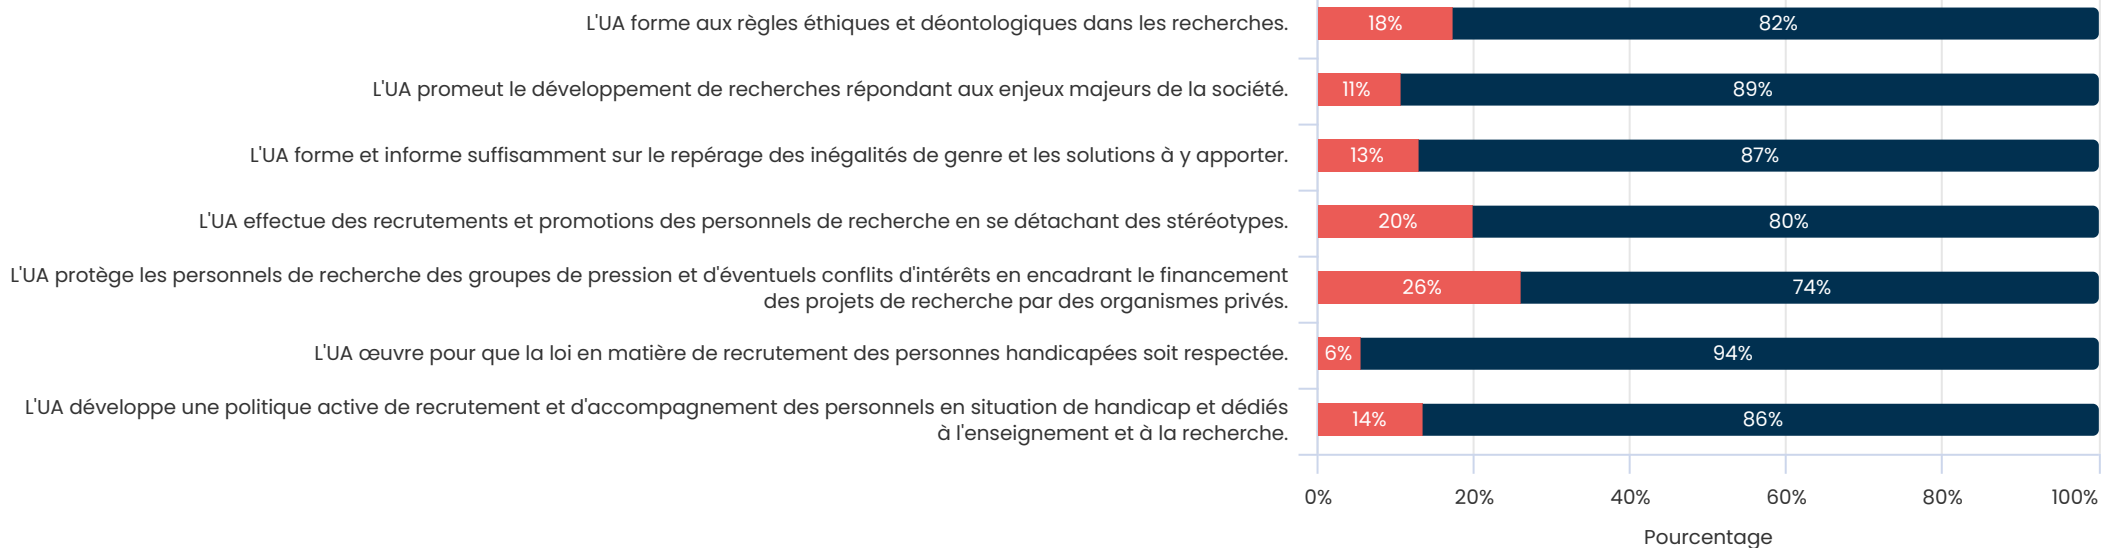 L'UA forme aux règles éthiques et déontologiques dans les recherches.
18% 82%
L'UA promeut le développement de recherches répondant aux enjeux majeurs de la société.
11% 89%
L'UA forme et informe suffisamment sur le repérage des inégalités de genre et les solutions à y apporter.
13% 87%
L'UA effectue des recrutements et promotions des personnels de recherche en se détachant des stéréotypes.
20% 80%
L'UA protège les personnels de recherche des groupes de pression et d'éventuels conflits d'intérêts en encadrant le financement
des projets de recherche par des organismes privés.
26% 74%
L'UA œuvre pour que la loi en matière de recrutement des personnes handicapées soit respectée.
6% 94%
L'UA développe une politique active de recrutement et d'accompagnement des personnels en situation de handicap et dédiés
à l'enseignement et à la recherche.
14% 86%
0% 20% 40% 60% 80% 100%
Pourcentage